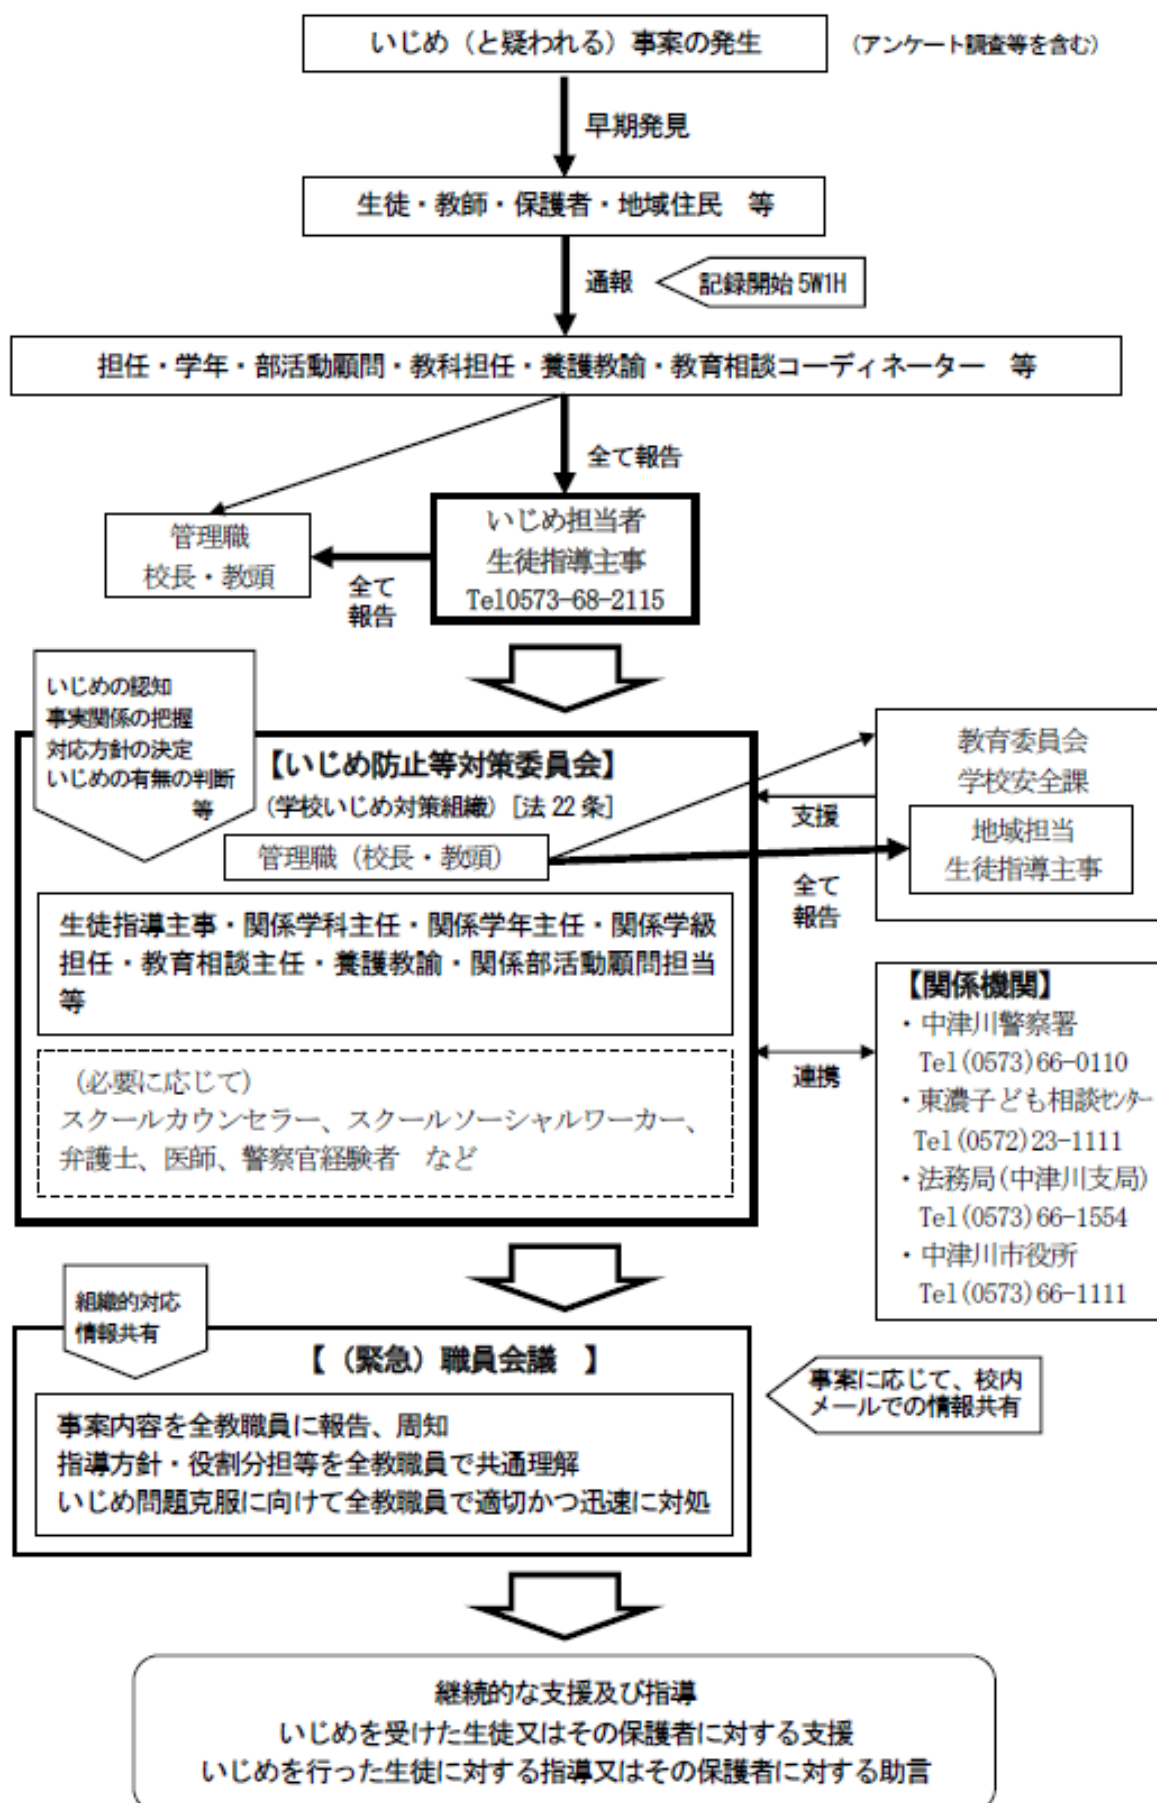 いじめ（と疑われる）事案の発生
（アンケート調査等を含む）
早期発見
生徒・教師・保護者・地域住民　等
通報
記録開始 5W1H
担任・学年・部活動顧問・教科担任・養護教諭・教育相談コーディネーター　等
全て報告
管理職
校長・教頭
全て
報告
いじめ担当者
生徒指導主事
Tel0573-68-2115
いじめの認知
事実関係の把握
対応方針の決定
いじめの有無の判断
等
【いじめ防止等対策委員会】
（学校いじめ対策組織）［法 22 条］
管理職（校長・教頭）
教育委員会
学校安全課
支援
地域担当
生徒指導主事
全て
報告
生徒指導主事・関係学科主任・関係学年主任・関係学級
担任・教育相談主任・養護教諭・関係部活動顧問担当
等
（必要に応じて）
スクールカウンセラー、スクールソーシャルワーカー、
弁護士、医師、警察官経験者　など
連携
【関係機関】
・中津川警察署
Tel(0573)66-0110
・東濃子ども相談センター
Tel(0572)23-1111
・法務局(中津川支局)
Tel(0573)66-1554
・中津川市役所
Tel(0573)66-1111
組織的対応
情報共有
【（緊急）職員会議　】
事案に応じて、校内
メールでの情報共有
事案内容を全教職員に報告、周知
指導方針・役割分担等を全教職員で共通理解
いじめ問題克服に向けて全教職員で適切かつ迅速に対処
継続的な支援及び指導
いじめを受けた生徒又はその保護者に対する支援
いじめを行った生徒に対する指導又はその保護者に対する助言